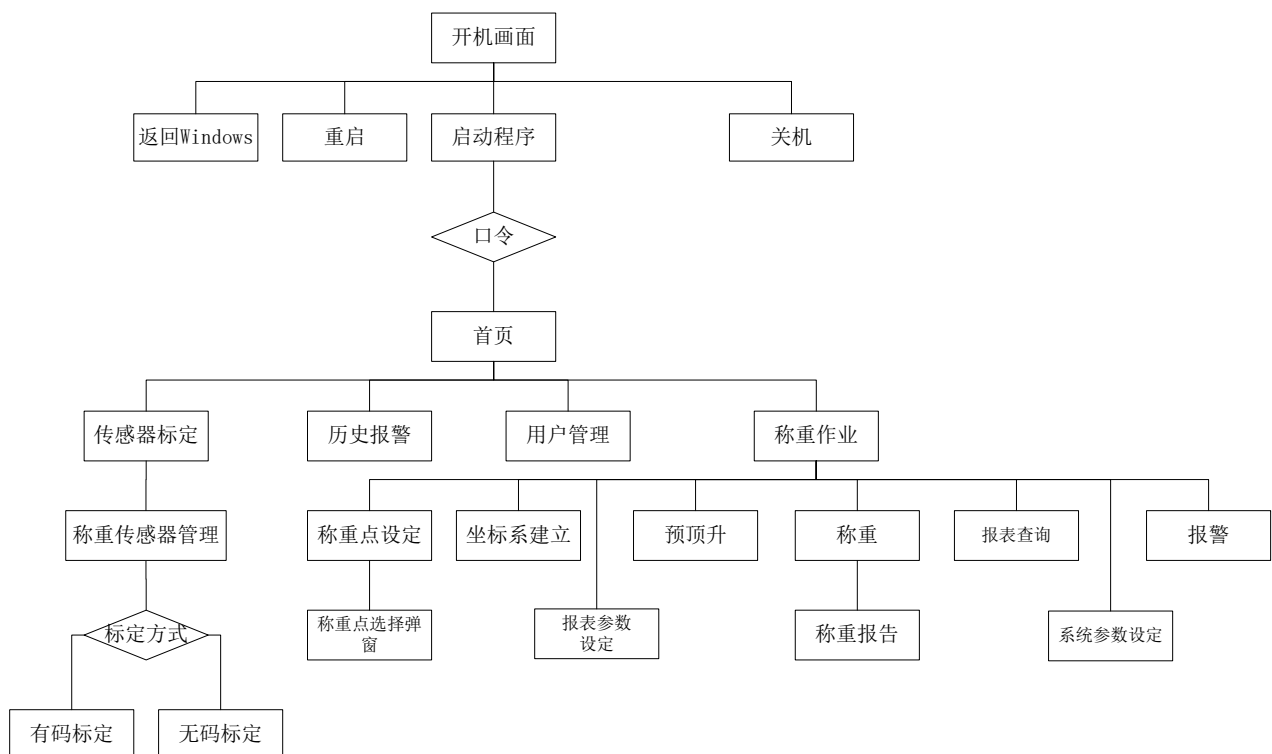 开机画面
返回Windows
重启
启动程序
关机
口令
首页
传感器标定
历史报警
用户管理
称重作业
称重传感器管理
称重点设定
坐标系建立
预顶升
称重
报表查询
报警
标定方式
称重点选择弹
窗
报表参数
设定
称重报告
系统参数设定
有码标定
无码标定